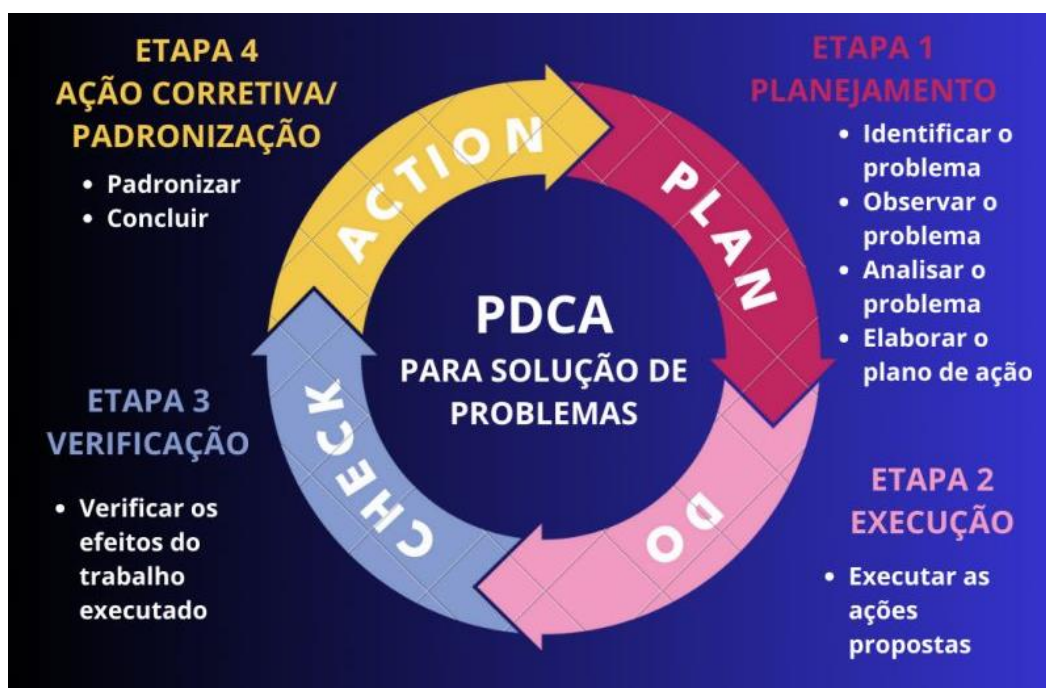 ETAPA 4
AÇÃO CORRETIVA/
PADRONIZAÇÃO
• Padronizar
• Concluir
ETAPA 1
PLANEJAMENTO
• Identificar o
problema
• Observar o
problema
• Analisar o
problema
• Elaborar o
plano de ação
ACTION
PLAN
PDCA
PARA SOLUÇÃO DE
PROBLEMAS
CHECK
DO
ETAPA 3
VERIFICAÇÃO
• Verificar os
efeitos do
trabalho
executado
ETAPA 2
EXECUÇÃO
• Executar as
ações
propostas